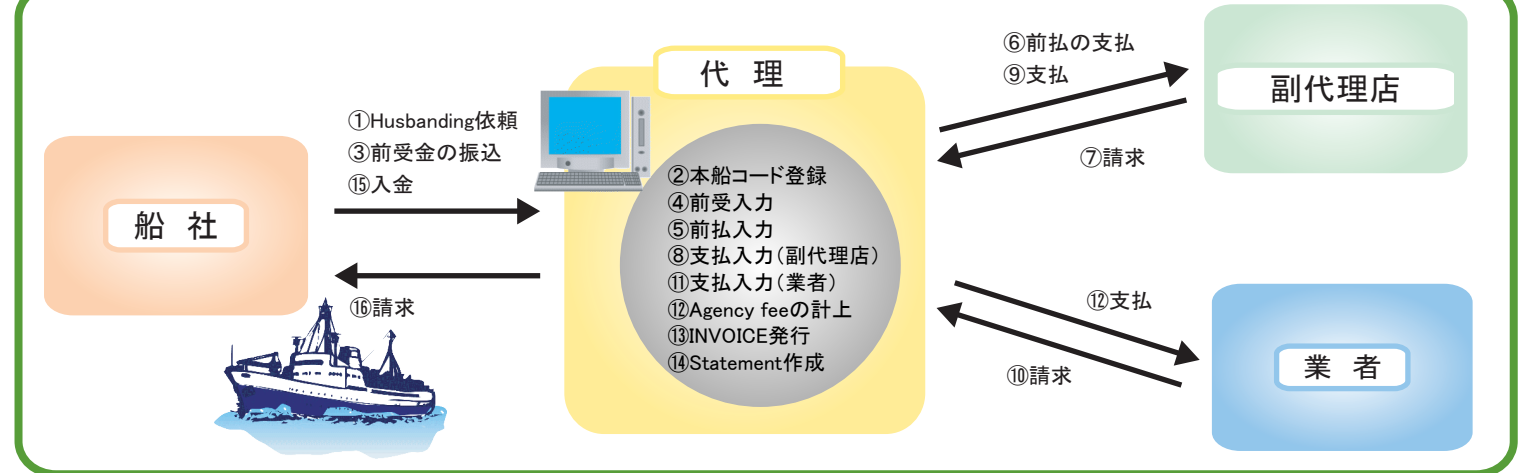 船 社
①Husbanding依頼
③前受金の振込
⑮入金
⑯請求
代 理
②本船コード登録
④前受入力
⑤前払入力
⑧支払入力(副代理店)
⑪支払入力(業者)
⑫Agency feeの計上
⑬INVOICE発行
⑭Statement作成
⑥前払の支払
⑨支払
⑦請求
副代理店
⑫支払
⑩請求
業 者